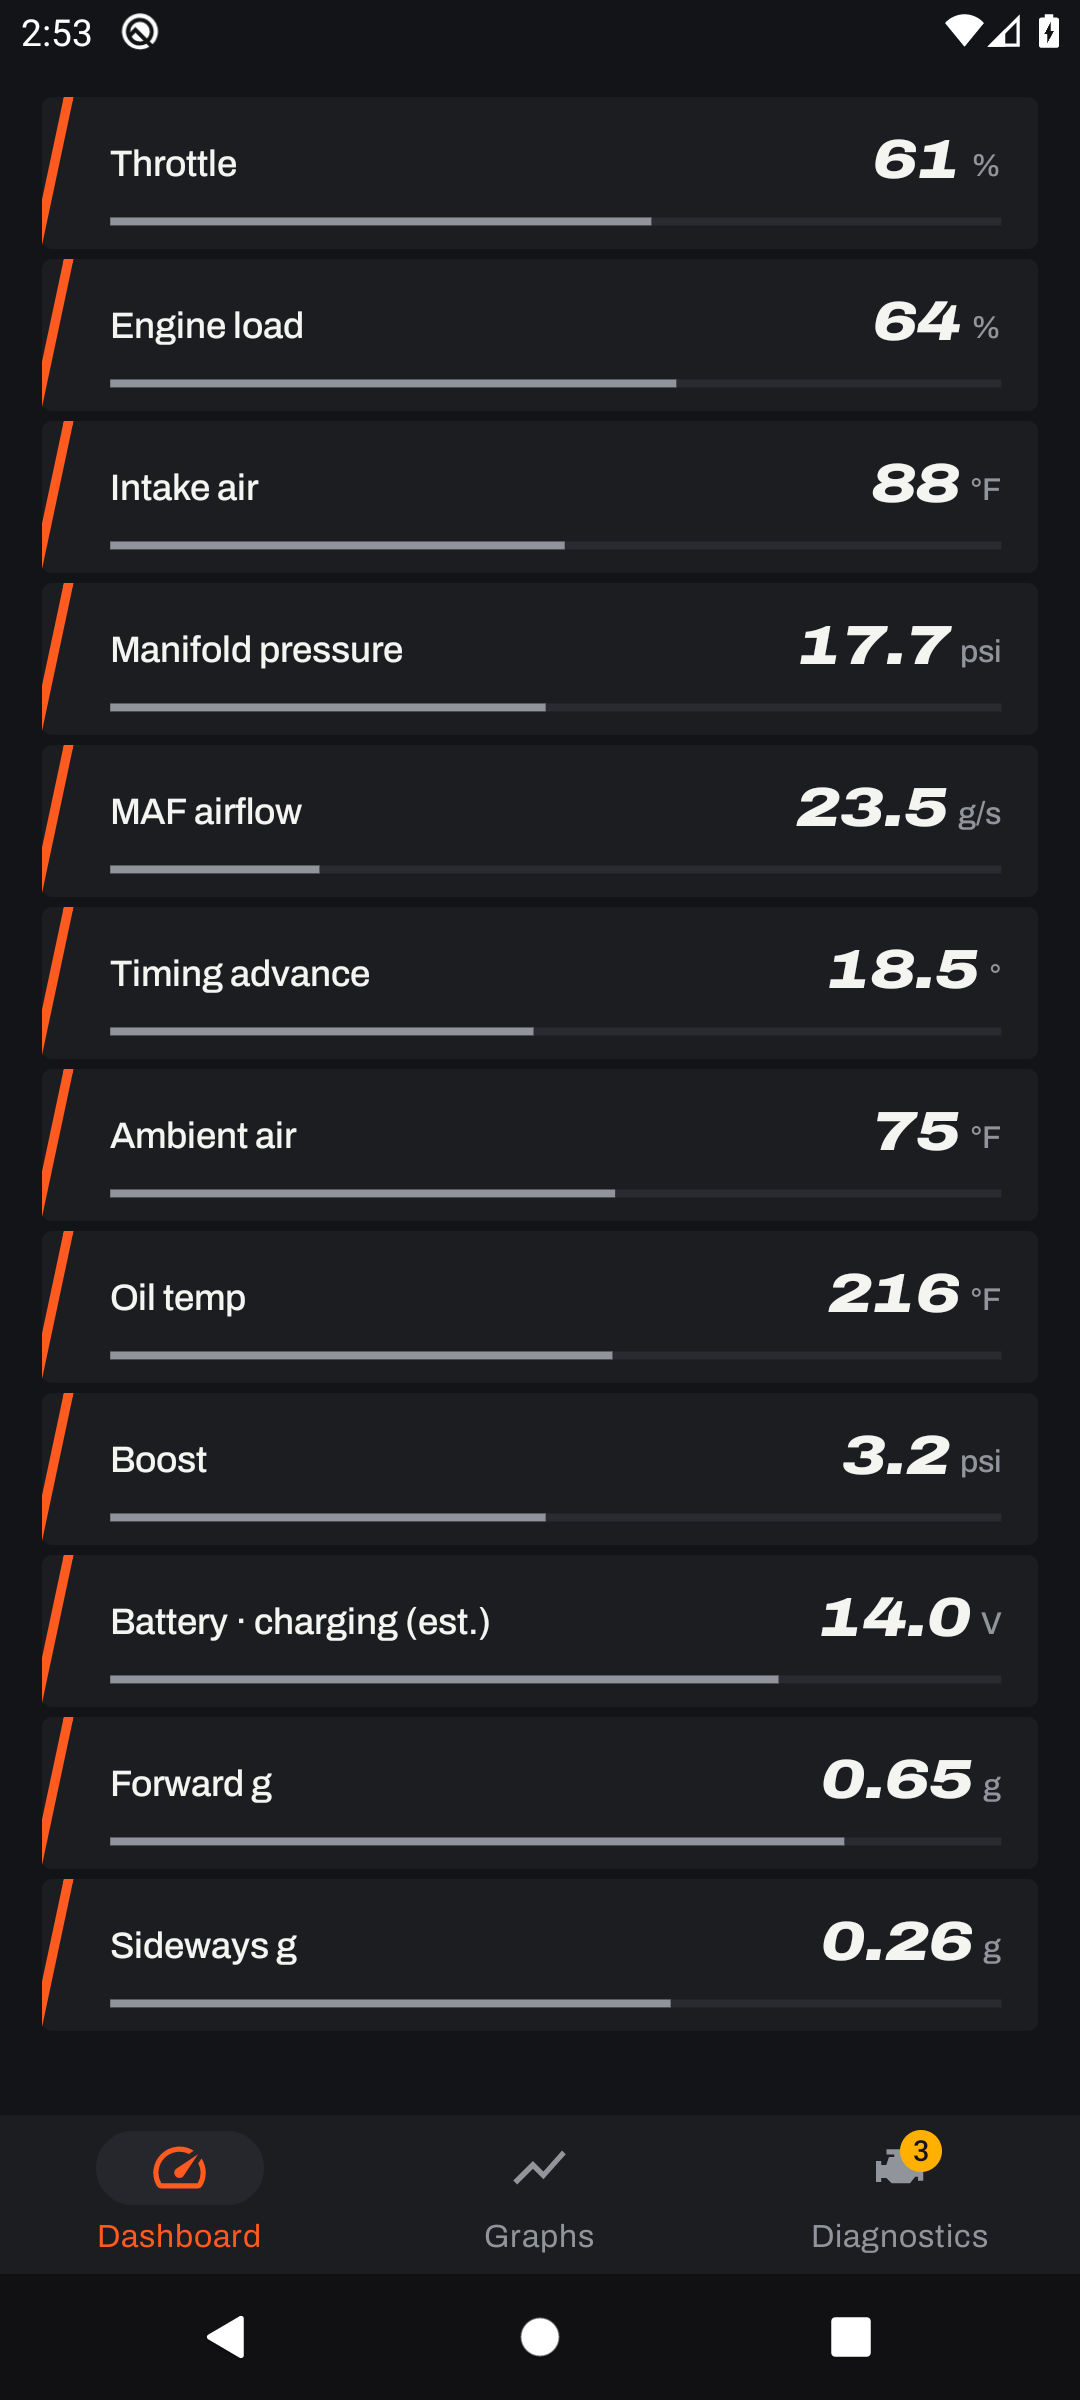 2:53
Throttle 61 %
Engine load 64 %
Intake air 88 °F
Manifold pressure 17.7 psi
MAF airflow 23.5 g/s
Timing advance 18.5 °
Ambient air 75 °F
Oil temp 216 °F
Boost 3.2 psi
Battery · charging (est.) 14.0 V
Forward g 0.65 g
Sideways g 0.26 g
3
Dashboard Graphs Diagnostics